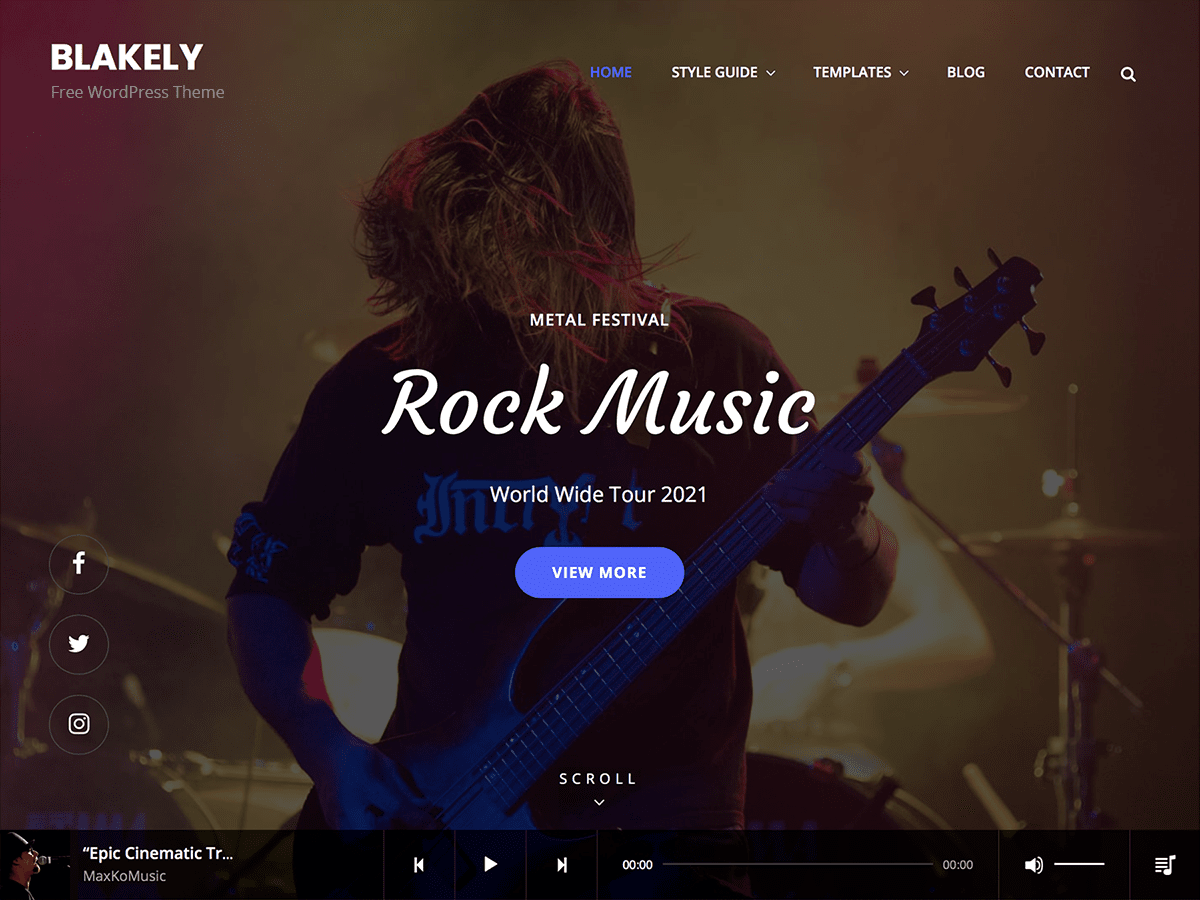 BLAKELY
Free WordPress Theme
HOME STYLE GUIDE TEMPLATES BLOG CONTACT
METAL FESTIVAL
Rock Music
World Wide Tour 2021
VIEW MORE
SCROLL
“Epic Cinematic Tr...
MaxKoMusic
00:00 00:00